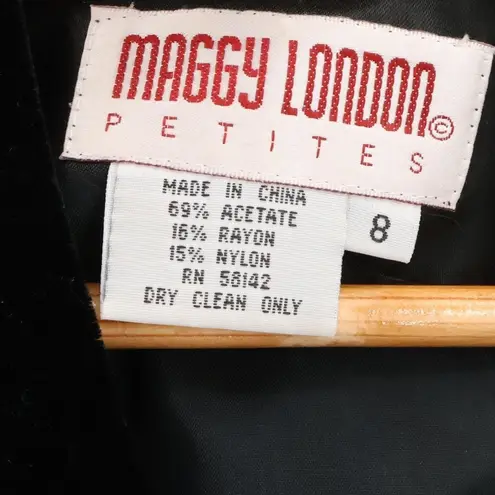 MAGGY LONDON©
PETITES
MADE IN CHINA
69% ACETATE
16% RAYON
15% NYLON
RN 58142
DRY CLEAN ONLY
8